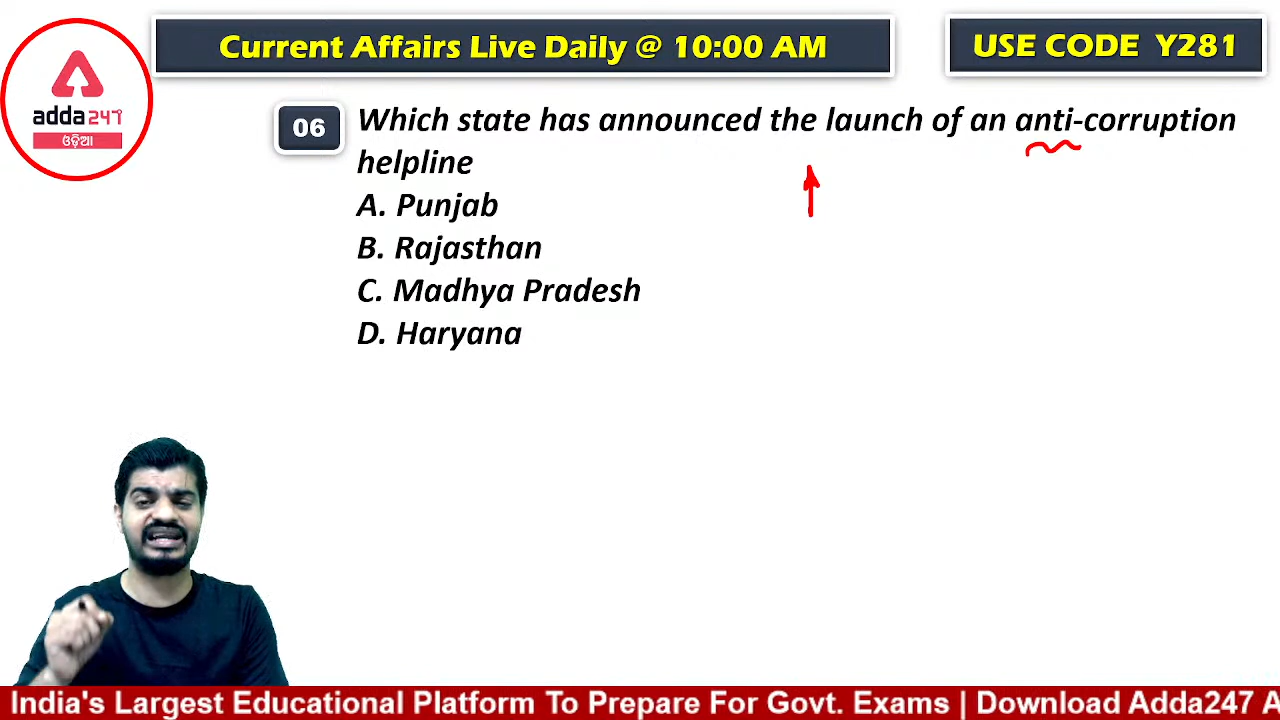 Current Affairs Live Daily @ 10:00 AM
USE CODE Y281
adda247
ଓଡ଼ିଆ
06
Which state has announced the launch of an anti-corruption
helpline
A. Punjab
B. Rajasthan
C. Madhya Pradesh
D. Haryana
India's Largest Educational Platform To Prepare For Govt. Exams | Download Adda247 A